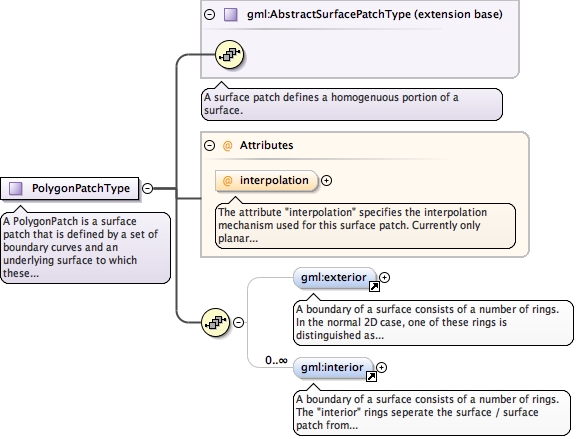 gml:AbstractSurfacePatchType (extension base)
A surface patch defines a homogenuous portion of a
surface.
@ Attributes
@ interpolation
The attribute "interpolation" specifies the interpolation
mechanism used for this surface patch. Currently only
planar...
PolygonPatchType
A PolygonPatch is a surface
patch that is defined by a set of
boundary curves and an
underlying surface to which
these...
gml:exterior
A boundary of a surface consists of a number of rings.
In the normal 2D case, one of these rings is
distinguished as...
0..∞
gml:interior
A boundary of a surface consists of a number of rings.
The "interior" rings seperate the surface / surface
patch from...